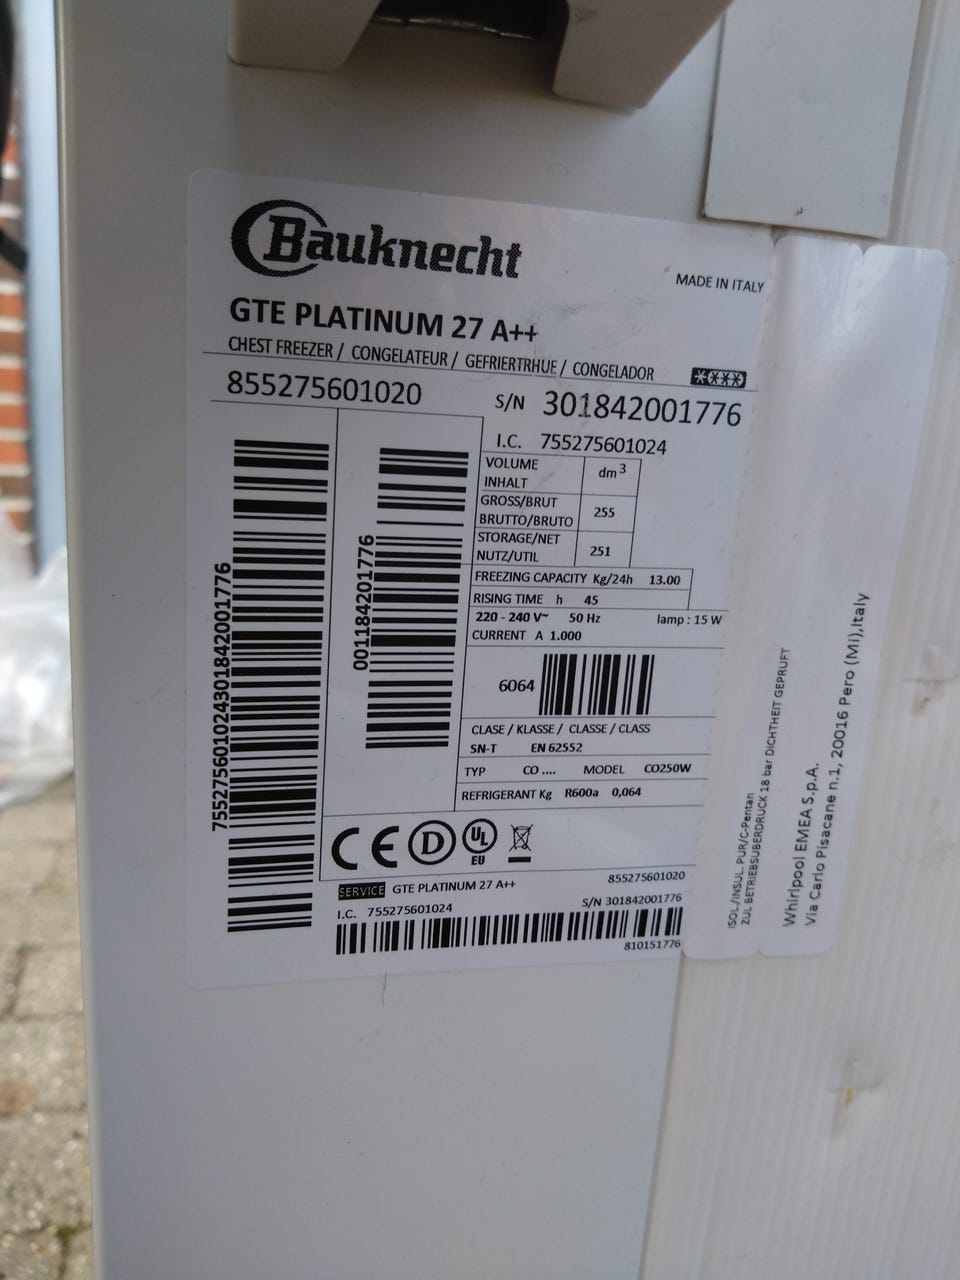 Bauknecht
MADE IN ITALY
GTE PLATINUM 27 A++
CHEST FREEZER / CONGELATEUR / GEFRIERTRHUE / CONGELADOR
855275601020
S/N 301842001776
I.C. 755275601024
VOLUME
INHALT
dm3
GROSS/BRUT
BRUTTO/BRUTO
255
STORAGE/NET
NUTZ/UTIL
251
FREEZING CAPACITY Kg/24h 13.00
RISING TIME h 45
220 - 240 V~ 50 Hz lamp : 15 W
CURRENT A 1.000
6064
CLASE / KLASSE / CLASSE / CLASS
SN-T EN 62552
TYP CO .... MODEL CO250W
REFRIGERANT Kg R600a 0,064
755275601024301842001776
001184201776
CE D UL
EU
SERVICE GTE PLATINUM 27 A++ 855275601020
I.C. 755275601024 S/N 301842001776
810151776
ISOL./INSUL. PUR/C-Pentan
ZUL BETRIEBSUBERDRUCK 18 bar DICHTHEIT GEPRUFT
Whirlpool EMEA S.p.A.
Via Carlo Pisacane n.1, 20016 Pero (Mi),Italy